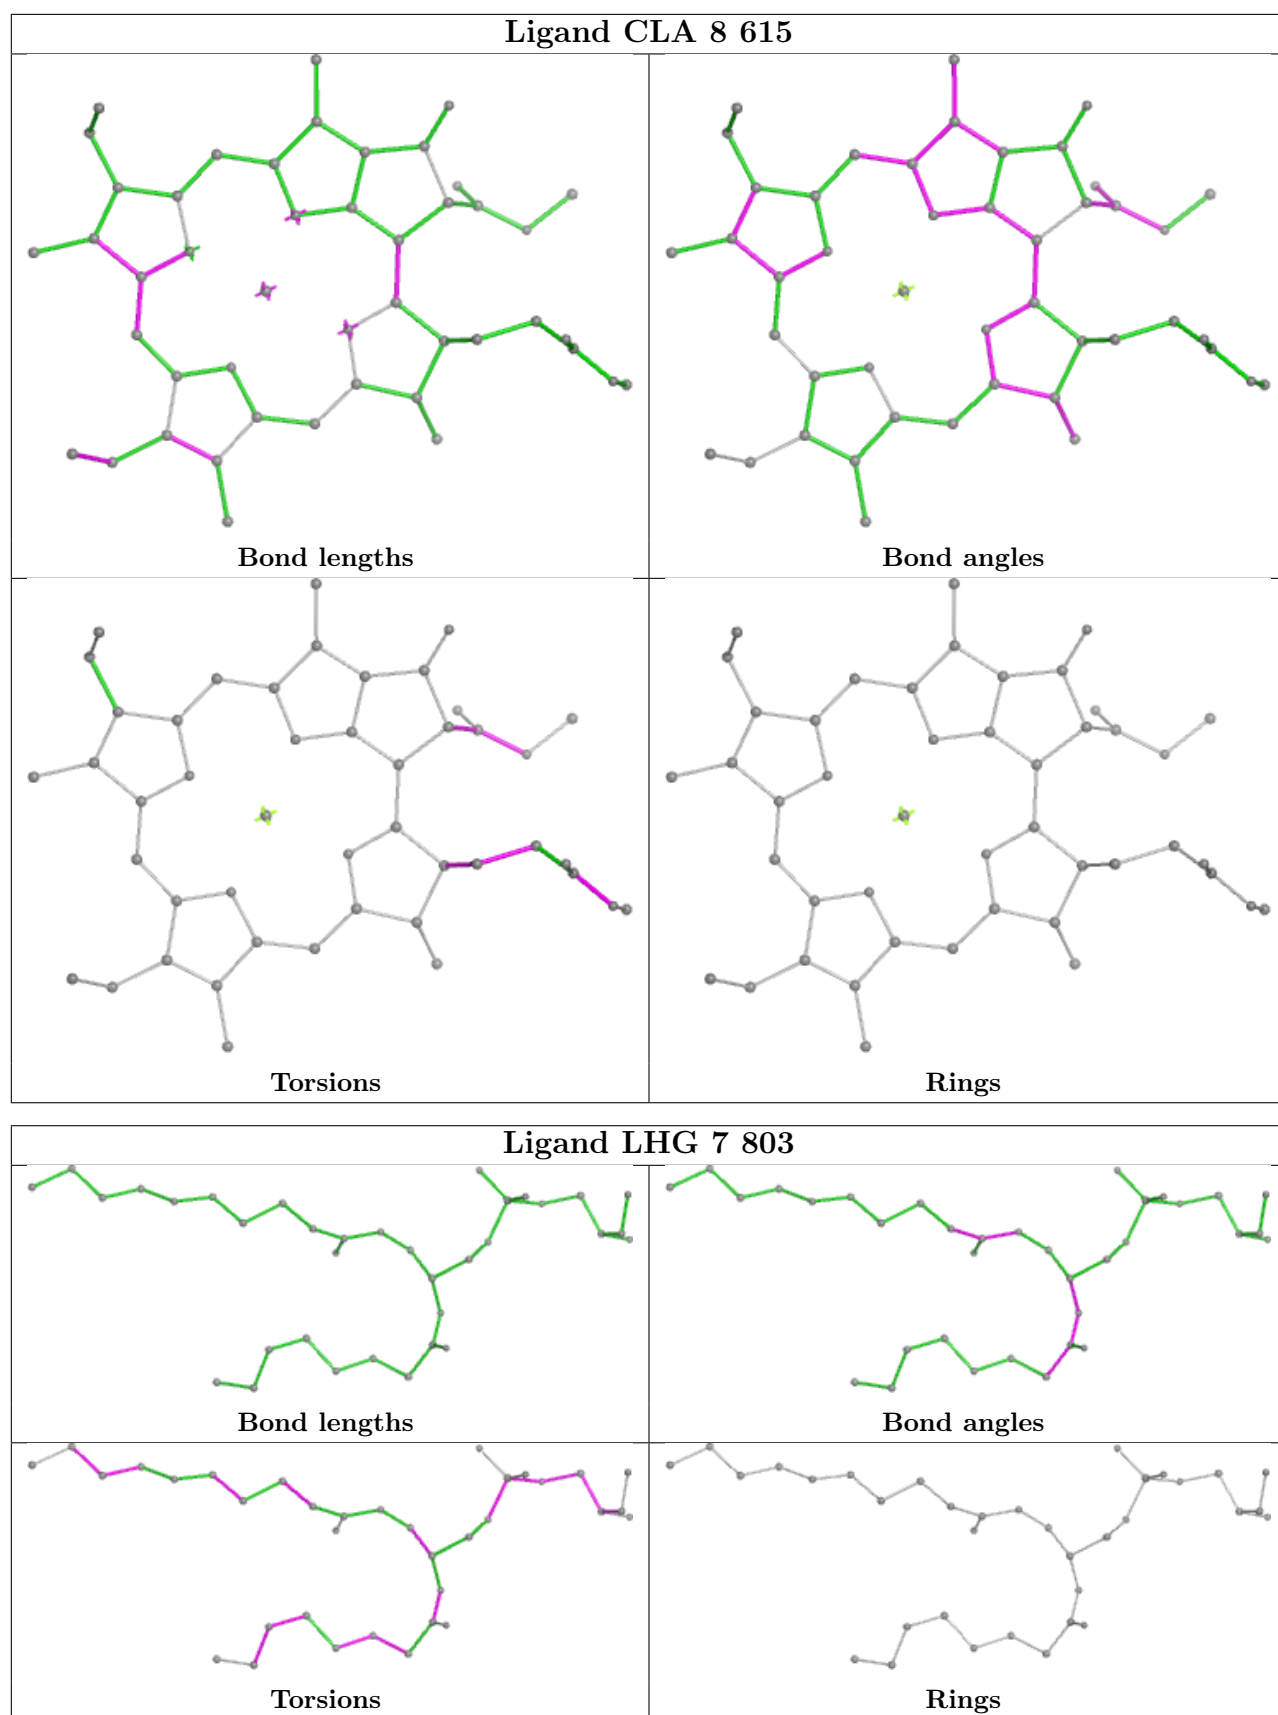 Ligand CLA 8 615
Bond lengths
Bond angles
Torsions
Rings
Ligand LHG 7 803
Bond lengths
Bond angles
Torsions
Rings